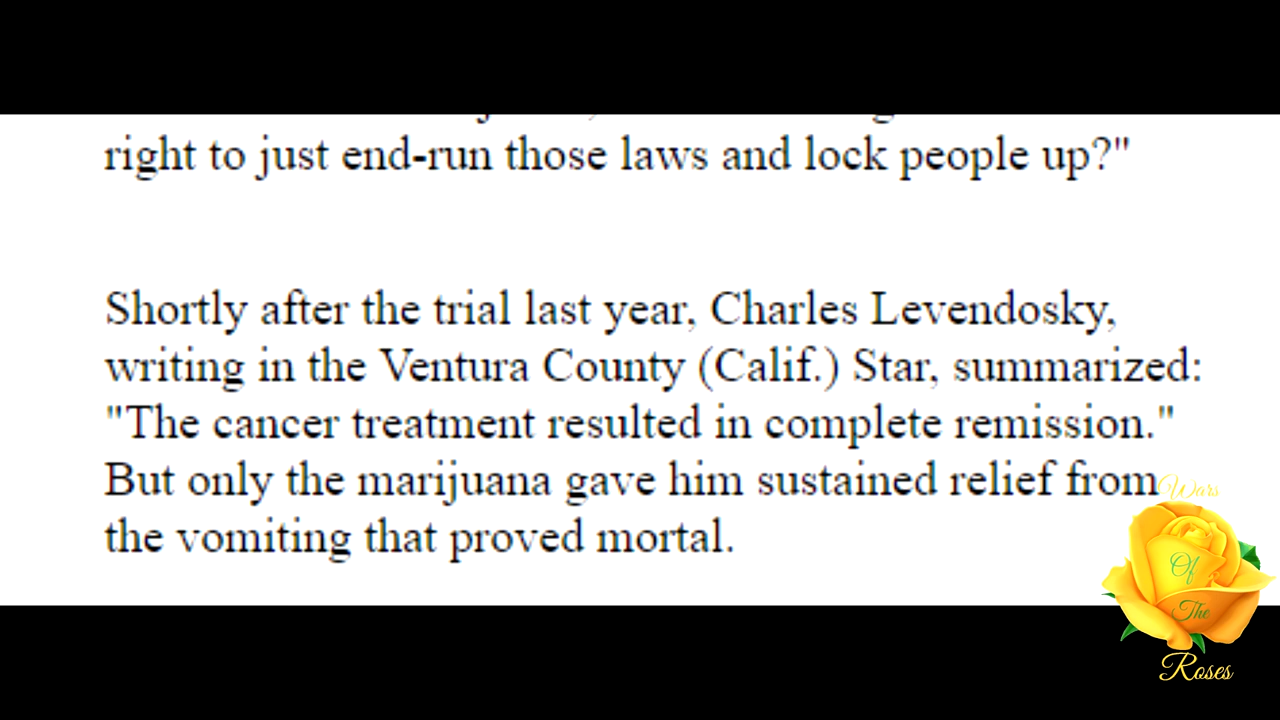 right to just end-run those laws and lock people up?"
Shortly after the trial last year, Charles Levendosky,
writing in the Ventura County (Calif.) Star, summarized:
"The cancer treatment resulted in complete remission."
But only the marijuana gave him sustained relief from
the vomiting that proved mortal.
Wars
Of
The
Roses